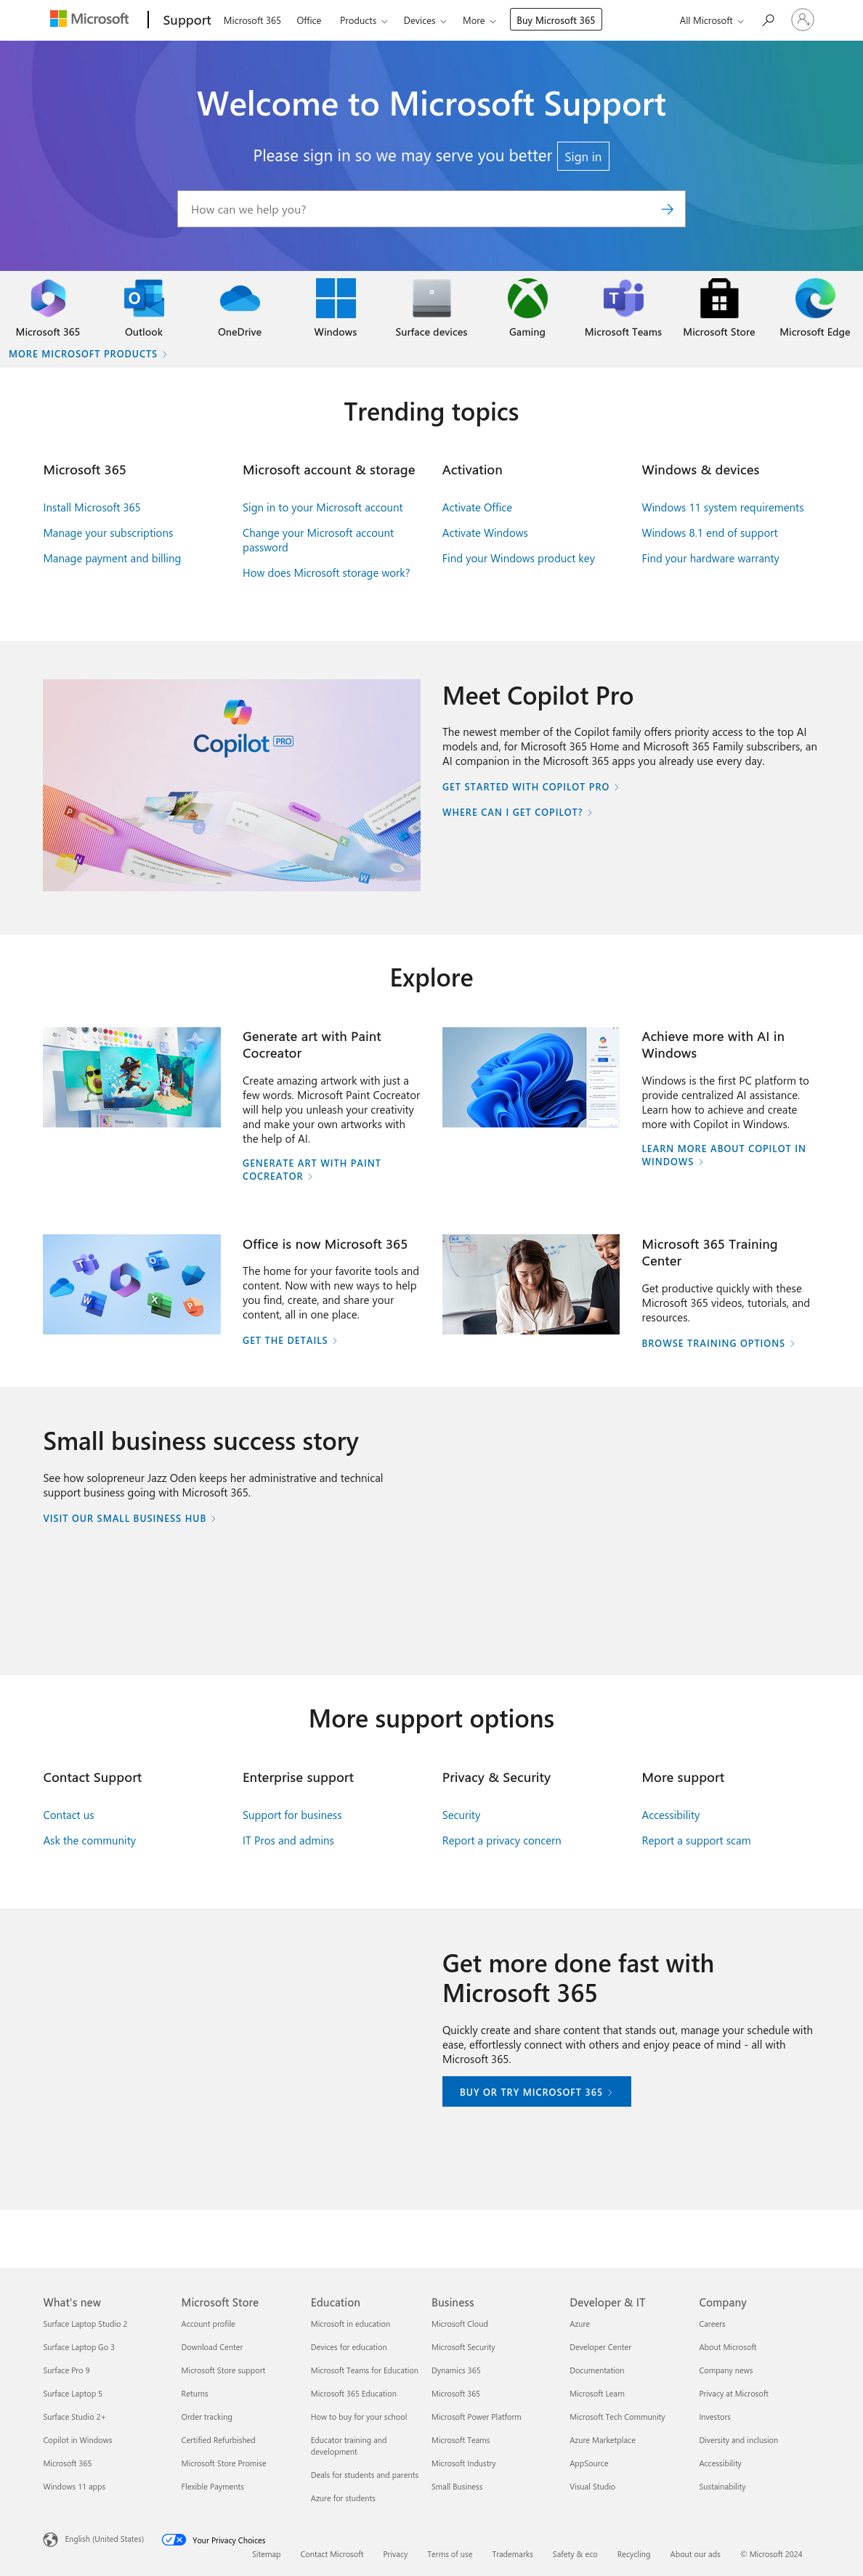 Microsoft
Support
Microsoft 365
Office
Products
Devices
More
Buy Microsoft 365
All Microsoft
Welcome to Microsoft Support
Please sign in so we may serve you better
Sign in
How can we help you?
Microsoft 365
Outlook
OneDrive
Windows
Surface devices
Gaming
Microsoft Teams
Microsoft Store
Microsoft Edge
MORE MICROSOFT PRODUCTS
Trending topics
Microsoft 365
Install Microsoft 365
Manage your subscriptions
Manage payment and billing
Microsoft account & storage
Sign in to your Microsoft account
Change your Microsoft account
password
How does Microsoft storage work?
Activation
Activate Office
Activate Windows
Find your Windows product key
Windows & devices
Windows 11 system requirements
Windows 8.1 end of support
Find your hardware warranty
Copilot PRO
Meet Copilot Pro
The newest member of the Copilot family offers priority access to the top AI
models and, for Microsoft 365 Home and Microsoft 365 Family subscribers, an
AI companion in the Microsoft 365 apps you already use every day.
GET STARTED WITH COPILOT PRO
WHERE CAN I GET COPILOT?
Explore
Generate art with Paint
Cocreator
Create amazing artwork with just a
few words. Microsoft Paint Cocreator
will help you unleash your creativity
and make your own artworks with
the help of AI.
GENERATE ART WITH PAINT
COCREATOR
Achieve more with AI in
Windows
Windows is the first PC platform to
provide centralized AI assistance.
Learn how to achieve and create
more with Copilot in Windows.
LEARN MORE ABOUT COPILOT IN
WINDOWS
Office is now Microsoft 365
The home for your favorite tools and
content. Now with new ways to help
you find, create, and share your
content, all in one place.
GET THE DETAILS
Microsoft 365 Training
Center
Get productive quickly with these
Microsoft 365 videos, tutorials, and
resources.
BROWSE TRAINING OPTIONS
Small business success story
See how solopreneur Jazz Oden keeps her administrative and technical
support business going with Microsoft 365.
VISIT OUR SMALL BUSINESS HUB
More support options
Contact Support
Contact us
Ask the community
Enterprise support
Support for business
IT Pros and admins
Privacy & Security
Security
Report a privacy concern
More support
Accessibility
Report a support scam
Get more done fast with
Microsoft 365
Quickly create and share content that stands out, manage your schedule with
ease, effortlessly connect with others and enjoy peace of mind - all with
Microsoft 365.
BUY OR TRY MICROSOFT 365
What's new
Surface Laptop Studio 2
Surface Laptop Go 3
Surface Pro 9
Surface Laptop 5
Surface Studio 2+
Copilot in Windows
Microsoft 365
Windows 11 apps
Microsoft Store
Account profile
Download Center
Microsoft Store support
Returns
Order tracking
Certified Refurbished
Microsoft Store Promise
Flexible Payments
Education
Microsoft in education
Devices for education
Microsoft Teams for Education
Microsoft 365 Education
How to buy for your school
Educator training and
development
Deals for students and parents
Azure for students
Business
Microsoft Cloud
Microsoft Security
Dynamics 365
Microsoft 365
Microsoft Power Platform
Microsoft Teams
Microsoft Industry
Small Business
Developer & IT
Azure
Developer Center
Documentation
Microsoft Learn
Microsoft Tech Community
Azure Marketplace
AppSource
Visual Studio
Company
Careers
About Microsoft
Company news
Privacy at Microsoft
Investors
Diversity and inclusion
Accessibility
Sustainability
English (United States)
Your Privacy Choices
Sitemap
Contact Microsoft
Privacy
Terms of use
Trademarks
Safety & eco
Recycling
About our ads
© Microsoft 2024